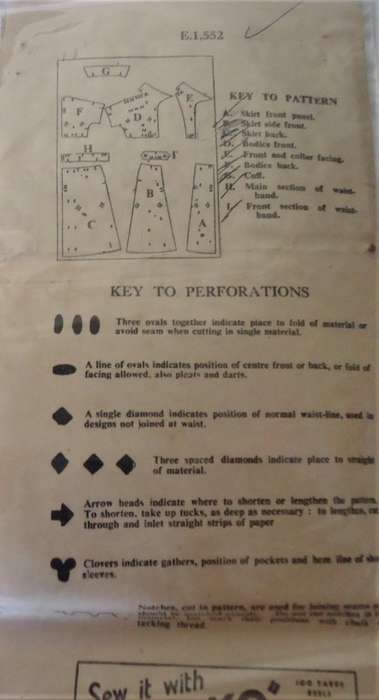 E.1,552
G
F
D
E
H
I
C
B
A
KEY TO PATTERN
A. Skirt front panel.
B. Skirt side front.
C. Skirt back.
D. Bodice front.
E. Front and collar facing.
F. Bodice back.
G. Cuff.
H. Main section of waist-
band.
I. Front section of waist-
band.
KEY TO PERFORATIONS
Three ovals together indicate place to fold of material or
avoid seam when cutting in single material.
A line of ovals indicates position of centre front or back, or fold of
facing allowed, also pleats and darts.
A single diamond indicates position of normal waist-line, used in
designs not joined at waist.
Three spaced diamonds indicate place to straight
of material.
Arrow heads indicate where to shorten or lengthen the pattern.
To shorten, take up tucks, as deep as necessary : to lengthen, cut
through and inlet straight strips of paper
Clovers indicate gathers, position of pockets and hem line of
sleeves.
Notches, cut in pattern, are used for joining seams
tacking thread.
Sew it with
100 YARDS